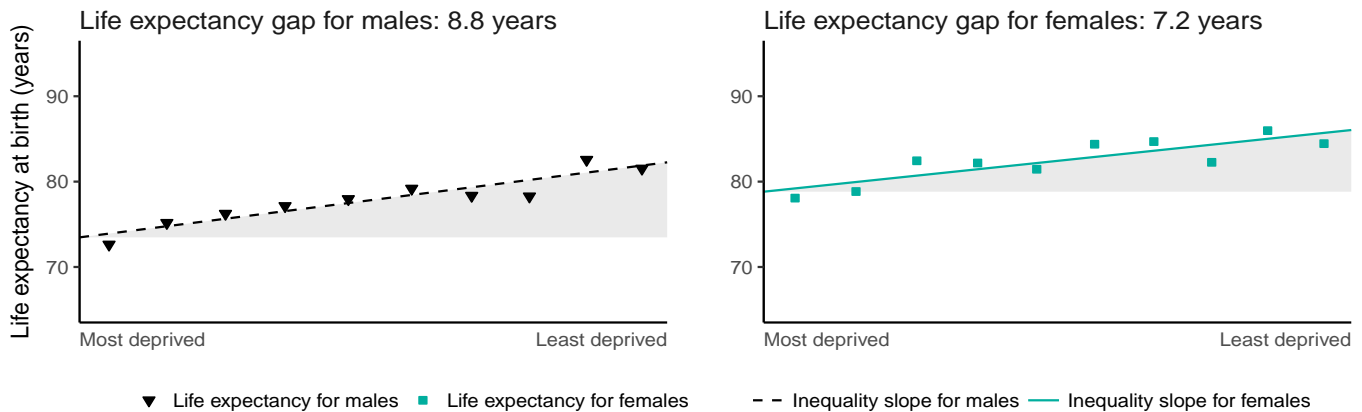 Life expectancy gap for males: 8.8 years
Life expectancy at birth (years)
90
80
70
Most deprived
Least deprived
Life expectancy gap for females: 7.2 years
90
80
70
Most deprived
Least deprived
Life expectancy for males
Life expectancy for females
Inequality slope for males
Inequality slope for females